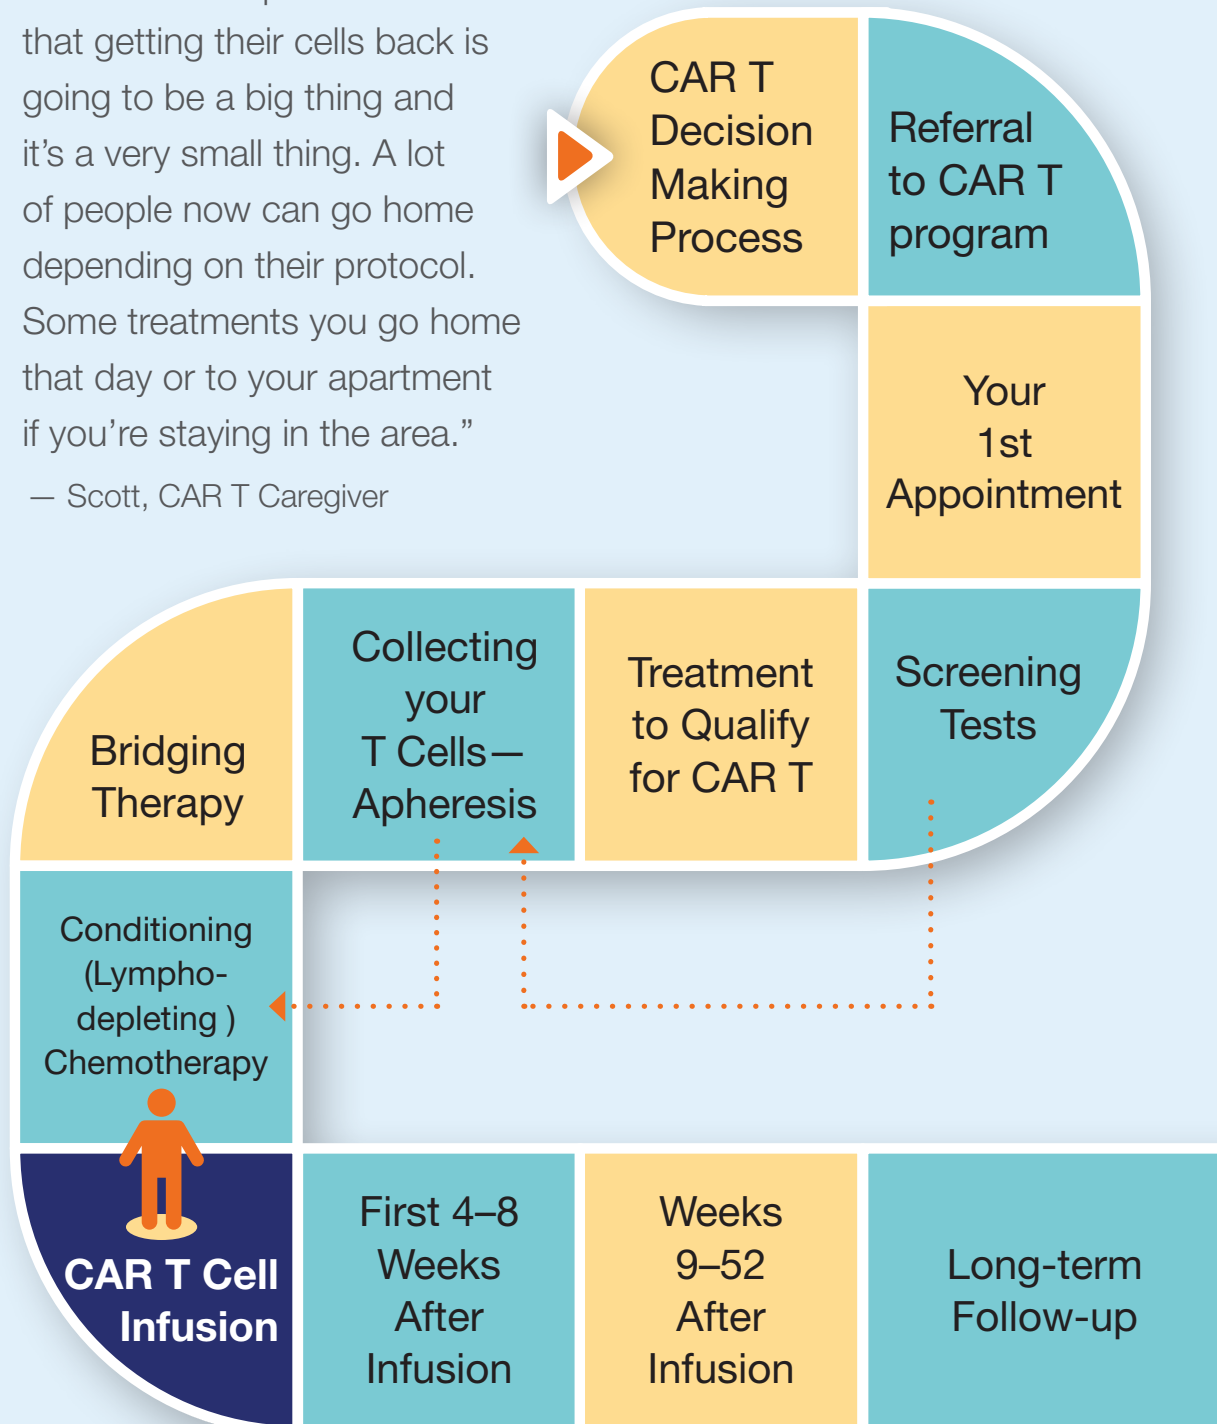 that getting their cells back is
going to be a big thing and
it's a very small thing. A lot
of people now can go home
depending on their protocol.
Some treatments you go home
that day or to your apartment
if you're staying in the area.”
— Scott, CAR T Caregiver
CAR T
Decision
Making
Process
Referral
to CAR T
program
Your
1st
Appointment
Screening
Tests
Treatment
to Qualify
for CAR T
Collecting
your
T Cells—
Apheresis
Bridging
Therapy
Conditioning
(Lympho-
depleting )
Chemotherapy
CAR T Cell
Infusion
First 4–8
Weeks
After
Infusion
Weeks
9–52
After
Infusion
Long-term
Follow-up